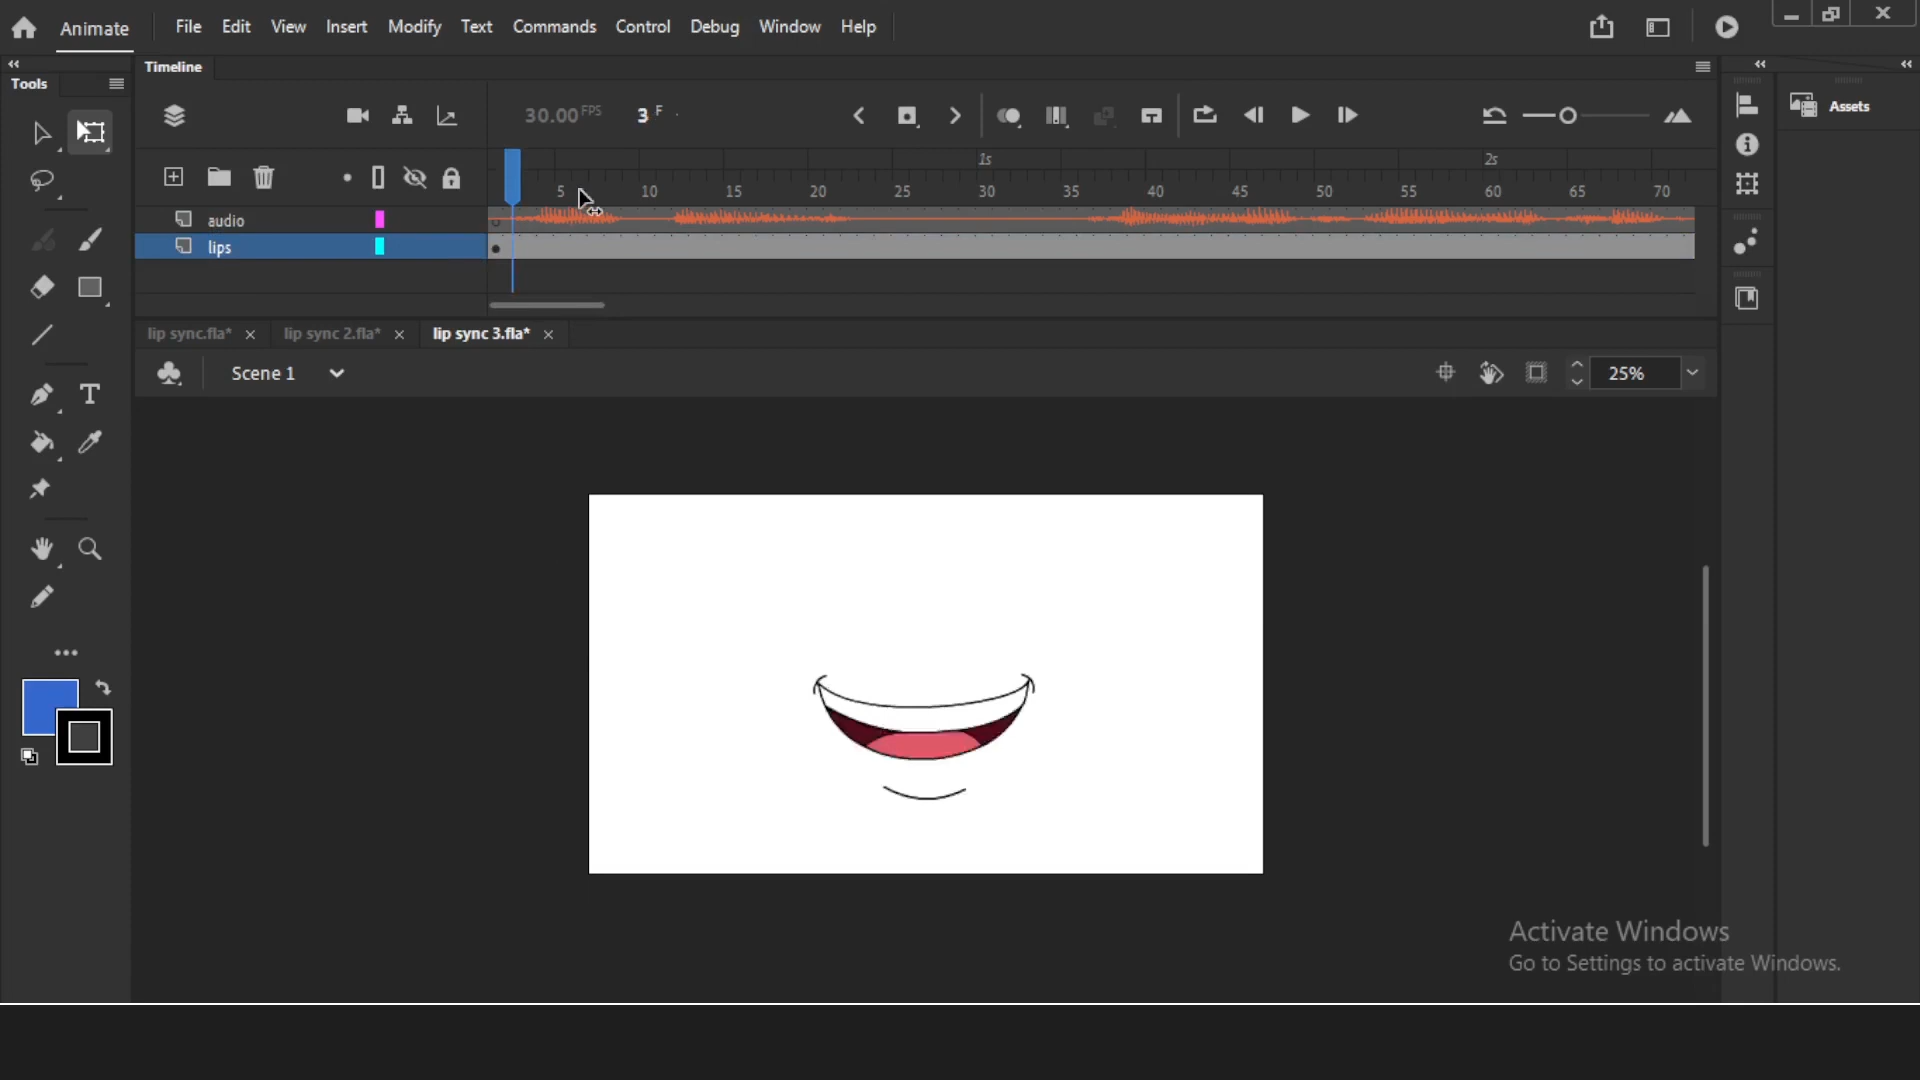 Animate File Edit View Insert Modify Text Commands Control Debug Window Help
Tools
Timeline
30.00 FPS 3 F
Assets
1s 2s
5 10 15 20 25 30 35 40 45 50 55 60 65 70
audio
lips
lip sync.fla* lip sync 2.fla* lip sync 3.fla*
Scene 1
25%
Activate Windows
Go to Settings to activate Windows.